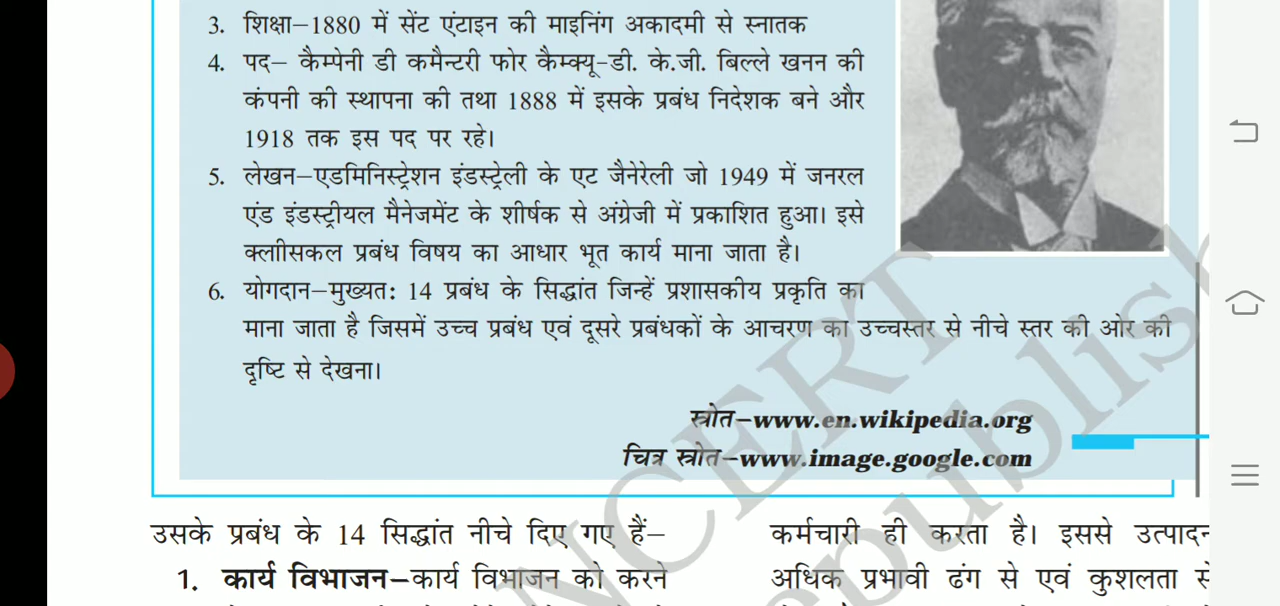 3. शिक्षा–1880 में सेंट एंटाइन की माइनिंग अकादमी से स्नातक
4. पद– कैम्पेनी डी कमैन्टरी फोर कैम्क्यू-डी. के.जी. बिल्ले खनन की
कंपनी की स्थापना की तथा 1888 में इसके प्रबंध निदेशक बने और
1918 तक इस पद पर रहे।
5. लेखन–एडमिनिस्ट्रेशन इंडस्ट्रेली के एट जैनेरेली जो 1949 में जनरल
एंड इंडस्ट्रीयल मैनेजमेंट के शीर्षक से अंग्रेजी में प्रकाशित हुआ। इसे
क्लाीसकल प्रबंध विषय का आधार भूत कार्य माना जाता है।
6. योगदान–मुख्यत: 14 प्रबंध के सिद्धांत जिन्हें प्रशासकीय प्रकृति का
माना जाता है जिसमें उच्च प्रबंध एवं दूसरे प्रबंधकों के आचरण का उच्चस्तर से नीचे स्तर की ओर की
दृष्टि से देखना।
स्रोत–www.en.wikipedia.org
चित्र स्रोत–www.image.google.com
उसके प्रबंध के 14 सिद्धांत नीचे दिए गए हैं–
1. कार्य विभाजन–कार्य विभाजन को करने
कर्मचारी ही करता है। इससे उत्पादन
अधिक प्रभावी ढंग से एवं कुशलता से
NCERT
republish